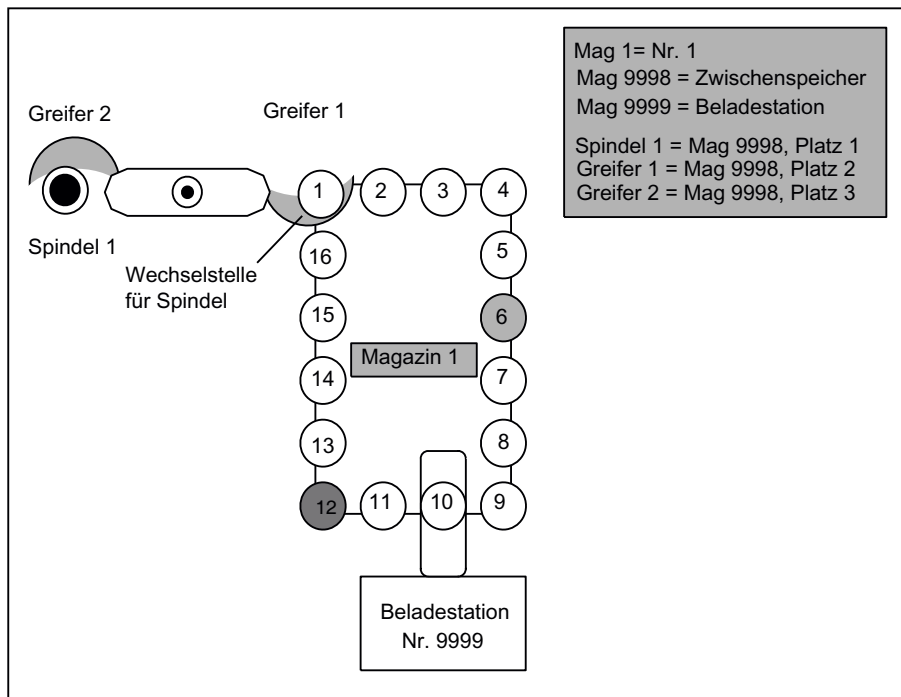 Mag 1= Nr. 1
Mag 9998 = Zwischenspeicher
Mag 9999 = Beladestation
Spindel 1 = Mag 9998, Platz 1
Greifer 1 = Mag 9998, Platz 2
Greifer 2 = Mag 9998, Platz 3
Greifer 2
Greifer 1
1
2
3
4
Spindel 1
Wechselstelle
für Spindel
16
5
15
6
Magazin 1
14
7
13
8
12
11
10
9
Beladestation
Nr. 9999